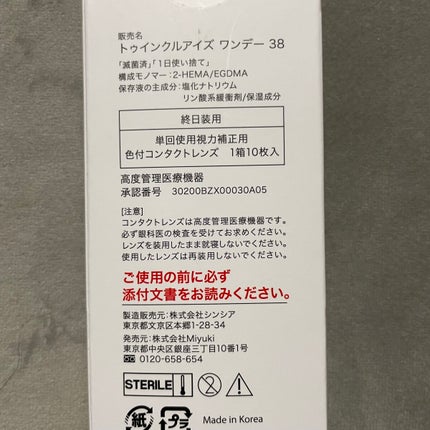 販売名
トゥインクルアイズ ワンデー 38
「滅菌済」「1日使い捨て」
構成モノマー:2-HEMA/EGDMA
保存液の主成分:塩化ナトリウム
リン酸系緩衝剤/保湿成分
終日装用
単回使用視力補正用
色付コンタクトレンズ 1箱10枚入
高度管理医療機器
承認番号 30200BZX00030A05
[注意]
コンタクトレンズは高度管理医療機器です。
必ず眼科医の検査を受けてお求めください。
レンズを装用したまま就寝しないでください。
使用したレンズは再装用しないでください。
ご使用の前に必ず
添付文書をお読みください。
製造販売元:株式会社シンシア
東京都文京区本郷1-28-34
発売元:株式会社Miyuki
東京都中央区銀座三丁目10番1号
0120-658-654
STERILE
2
紙
プラ
Made in Korea